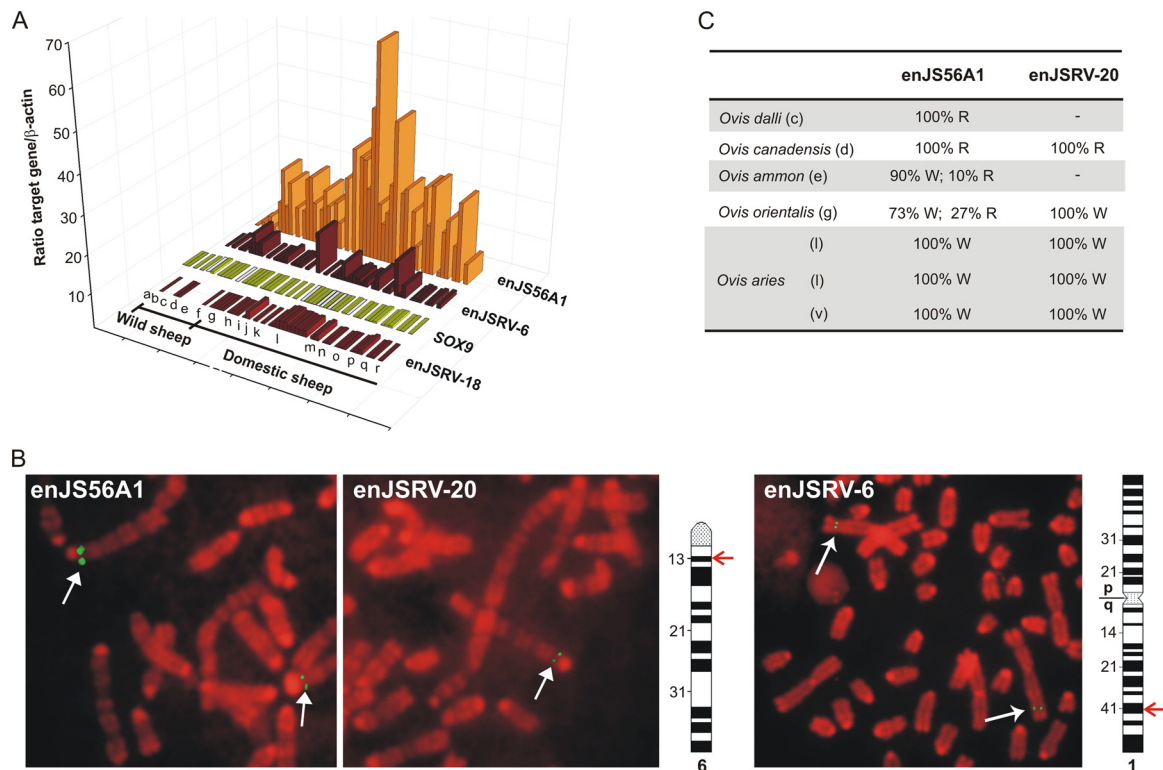 A
Ratio target gene/β-actin
70
60
50
40
30
20
10
enJS56A1
enJSRV-6
SOX9
enJSRV-18
a b c d e f g h i j k l m n o p q r
Wild sheep
Domestic sheep
C
enJS56A1 enJSRV-20
Ovis dalli (c) 100% R -
Ovis canadensis (d) 100% R 100% R
Ovis ammon (e) 90% W; 10% R -
Ovis orientalis (g) 73% W; 27% R 100% W
(l) 100% W 100% W
Ovis aries (l) 100% W 100% W
(v) 100% W 100% W
B
enJS56A1
enJSRV-20
13
21
31
6
enJSRV-6
31
21
p
q
14
21
41
1